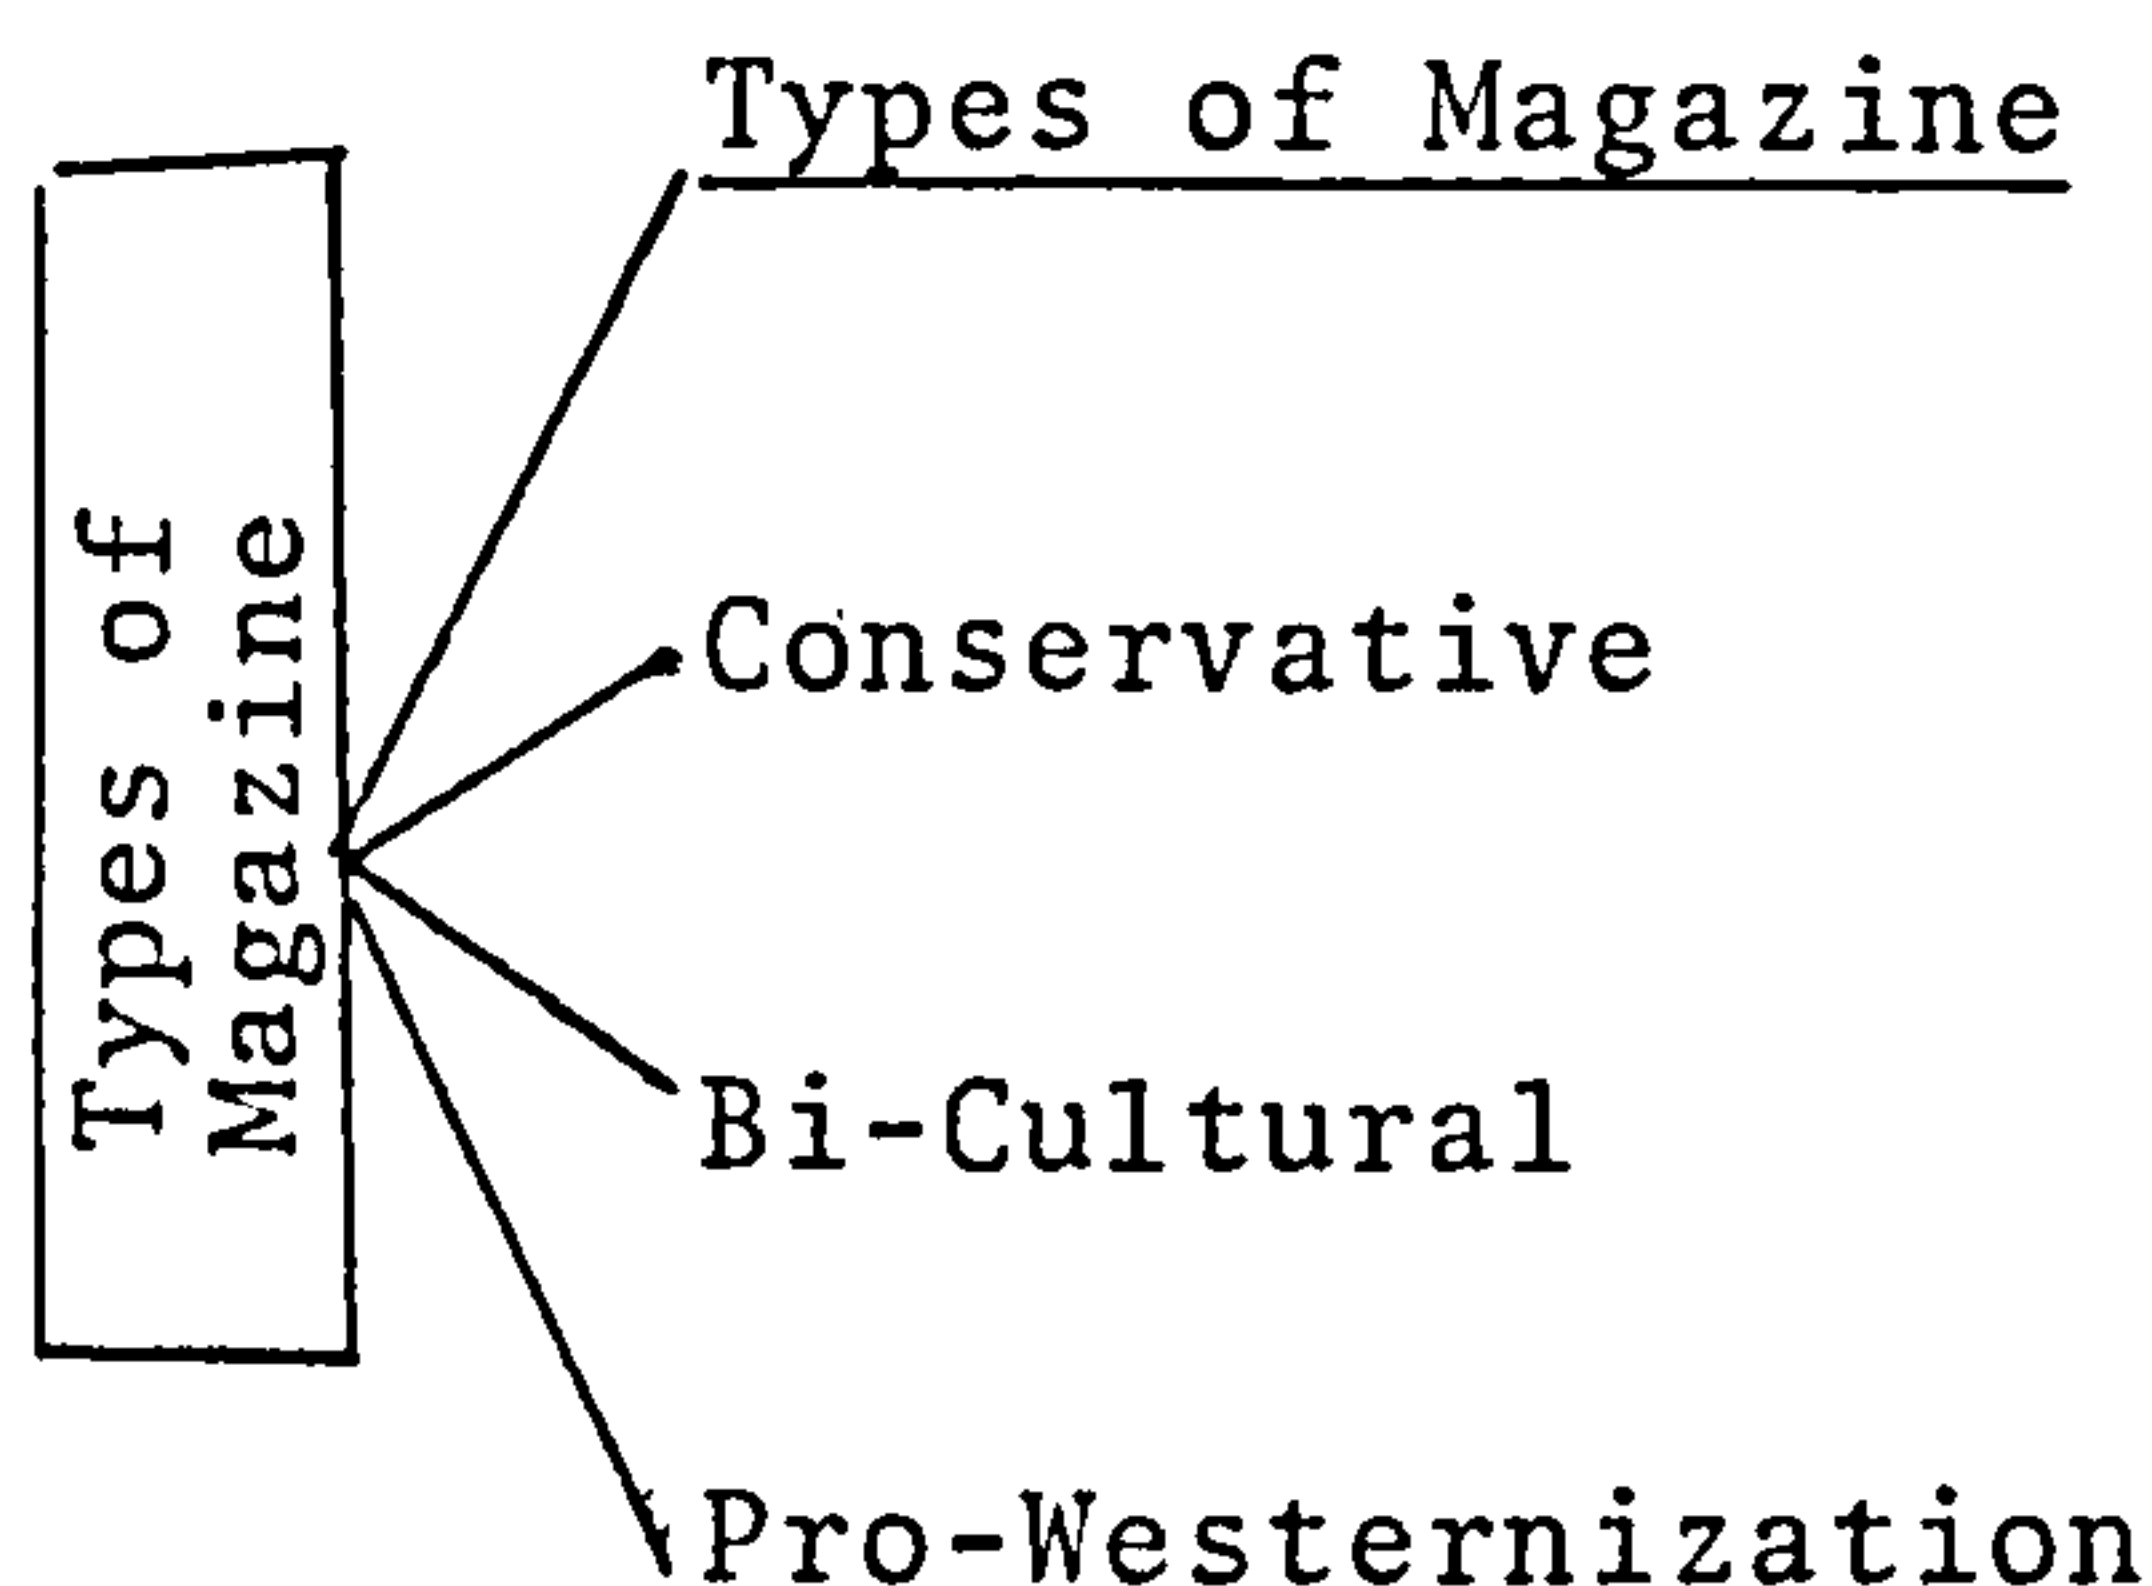 Types of
Magazine
Types of Magazine
Conservative
Bi-Cultural
Pro-Westernization